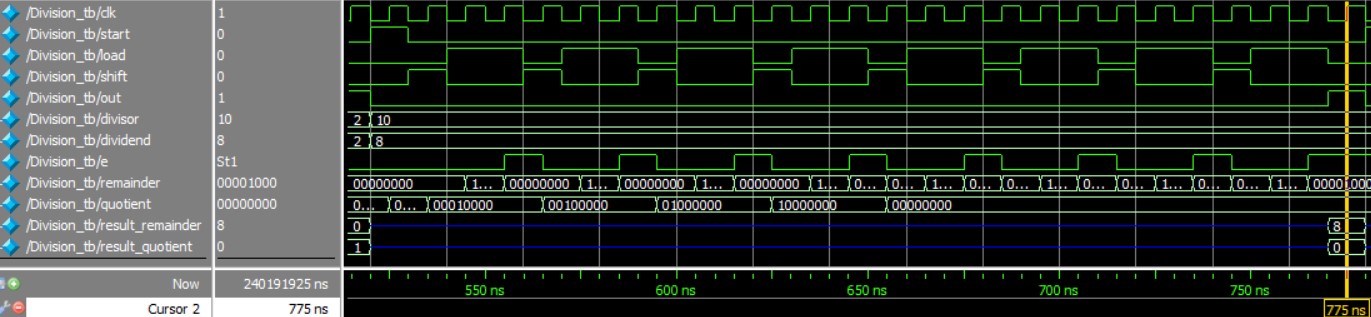 /Division_tb/clk 1
/Division_tb/start 0
/Division_tb/load 0
/Division_tb/shift 0
/Division_tb/out 1
/Division_tb/divisor 10 2 10
/Division_tb/dividend 8 2 8
/Division_tb/e St1
/Division_tb/remainder 00001000 00000000 1... 00000000 1... 00000000 1... 00000000 1... 0... 0... 1... 0... 0... 1... 0... 0... 1... 0... 0... 1... 00001000
/Division_tb/quotient 00000000 0... 0... 00010000 00100000 01000000 10000000 00000000
/Division_tb/result_remainder 8 0 8
/Division_tb/result_quotient 0 1 0
Now 240191925 ns 550 ns 600 ns 650 ns 700 ns 750 ns
Cursor 2 775 ns 775 ns